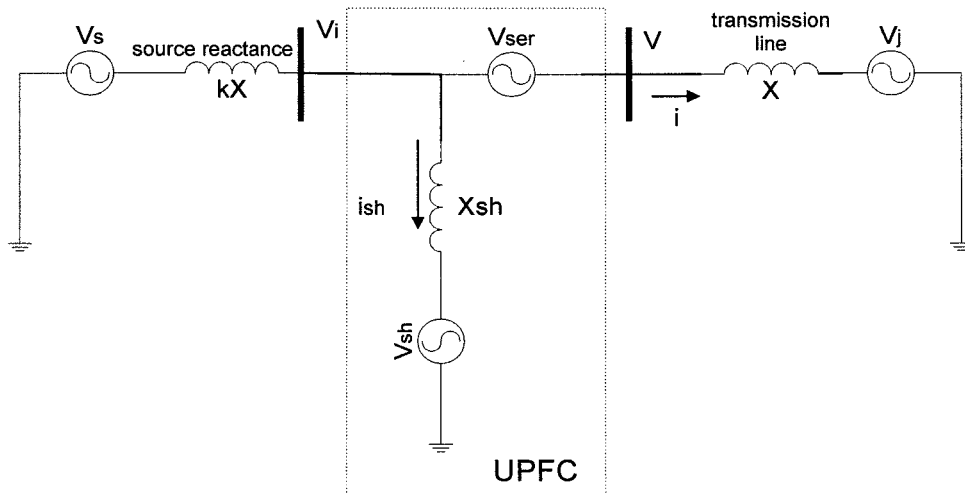 Vs
source reactance
kX
Vi
Vser
V
transmission
line
Vj
i
X
ish
Xsh
Vsh
UPFC